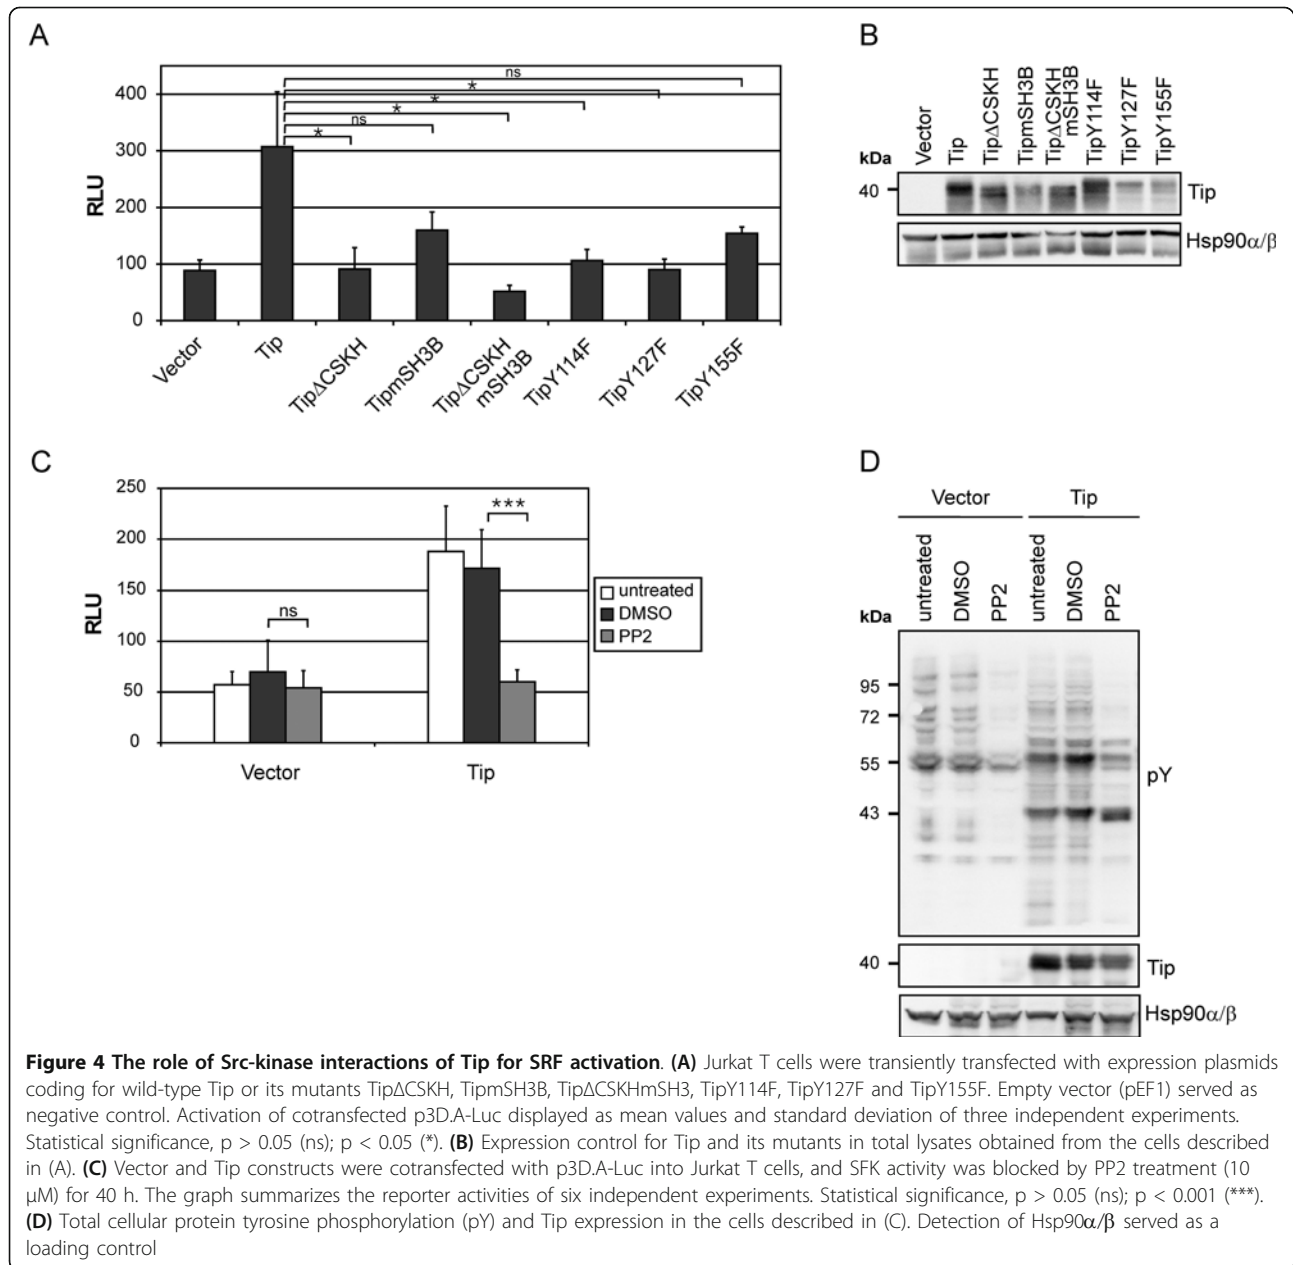 A
400
300
200
100
0
RLU
ns
*
*
*
ns
*
Vector
Tip
TipΔCSKH
TipmSH3B
TipΔCSKH
mSH3B
TipY114F
TipY127F
TipY155F
B
Vector
Tip
TipΔCSKH
TipmSH3B
TipΔCSKH
mSH3B
TipY114F
TipY127F
TipY155F
kDa
40
Tip
Hsp90α/β
C
250
200
150
100
50
0
RLU
ns
***
Vector
Tip
untreated
DMSO
PP2
D
Vector
Tip
untreated
DMSO
PP2
untreated
DMSO
PP2
kDa
95
72
55
43
pY
40
Tip
Hsp90α/β
Figure 4 The role of Src-kinase interactions of Tip for SRF activation. (A) Jurkat T cells were transiently transfected with expression plasmids
coding for wild-type Tip or its mutants TipΔCSKH, TipmSH3B, TipΔCSKHmSH3, TipY114F, TipY127F and TipY155F. Empty vector (pEF1) served as
negative control. Activation of cotransfected p3D.A-Luc displayed as mean values and standard deviation of three independent experiments.
Statistical significance, p > 0.05 (ns); p < 0.05 (*). (B) Expression control for Tip and its mutants in total lysates obtained from the cells described
in (A). (C) Vector and Tip constructs were cotransfected with p3D.A-Luc into Jurkat T cells, and SFK activity was blocked by PP2 treatment (10
μM) for 40 h. The graph summarizes the reporter activities of six independent experiments. Statistical significance, p > 0.05 (ns); p < 0.001 (***).
(D) Total cellular protein tyrosine phosphorylation (pY) and Tip expression in the cells described in (C). Detection of Hsp90α/β served as a
loading control